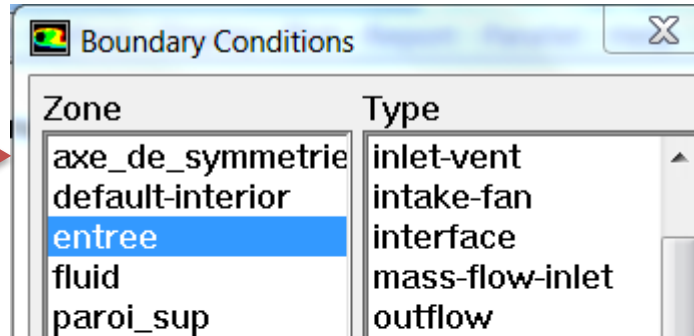 Boundary Conditions
Zone Type
axe_de_symmetrie inlet-vent
default-interior intake-fan
entree interface
fluid mass-flow-inlet
paroi_sup outflow